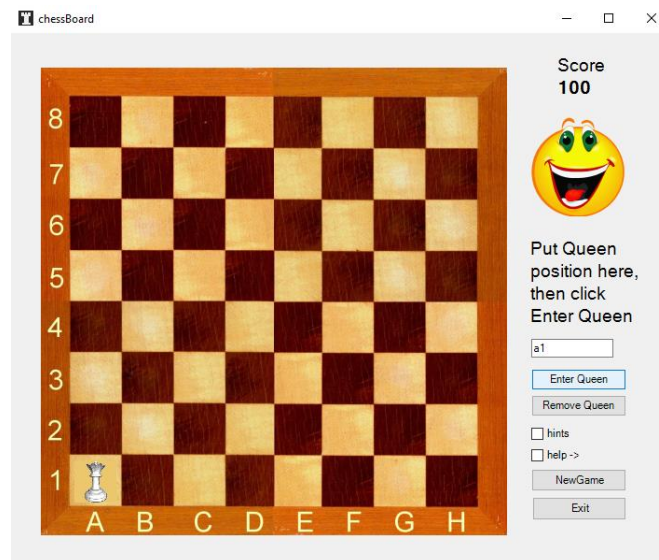 chessBoard
Score
100
8
7
6
5
4
3
2
1
A B C D E F G H
Put Queen
position here,
then click
Enter Queen
a1
Enter Queen
Remove Queen
hints
help ->
NewGame
Exit